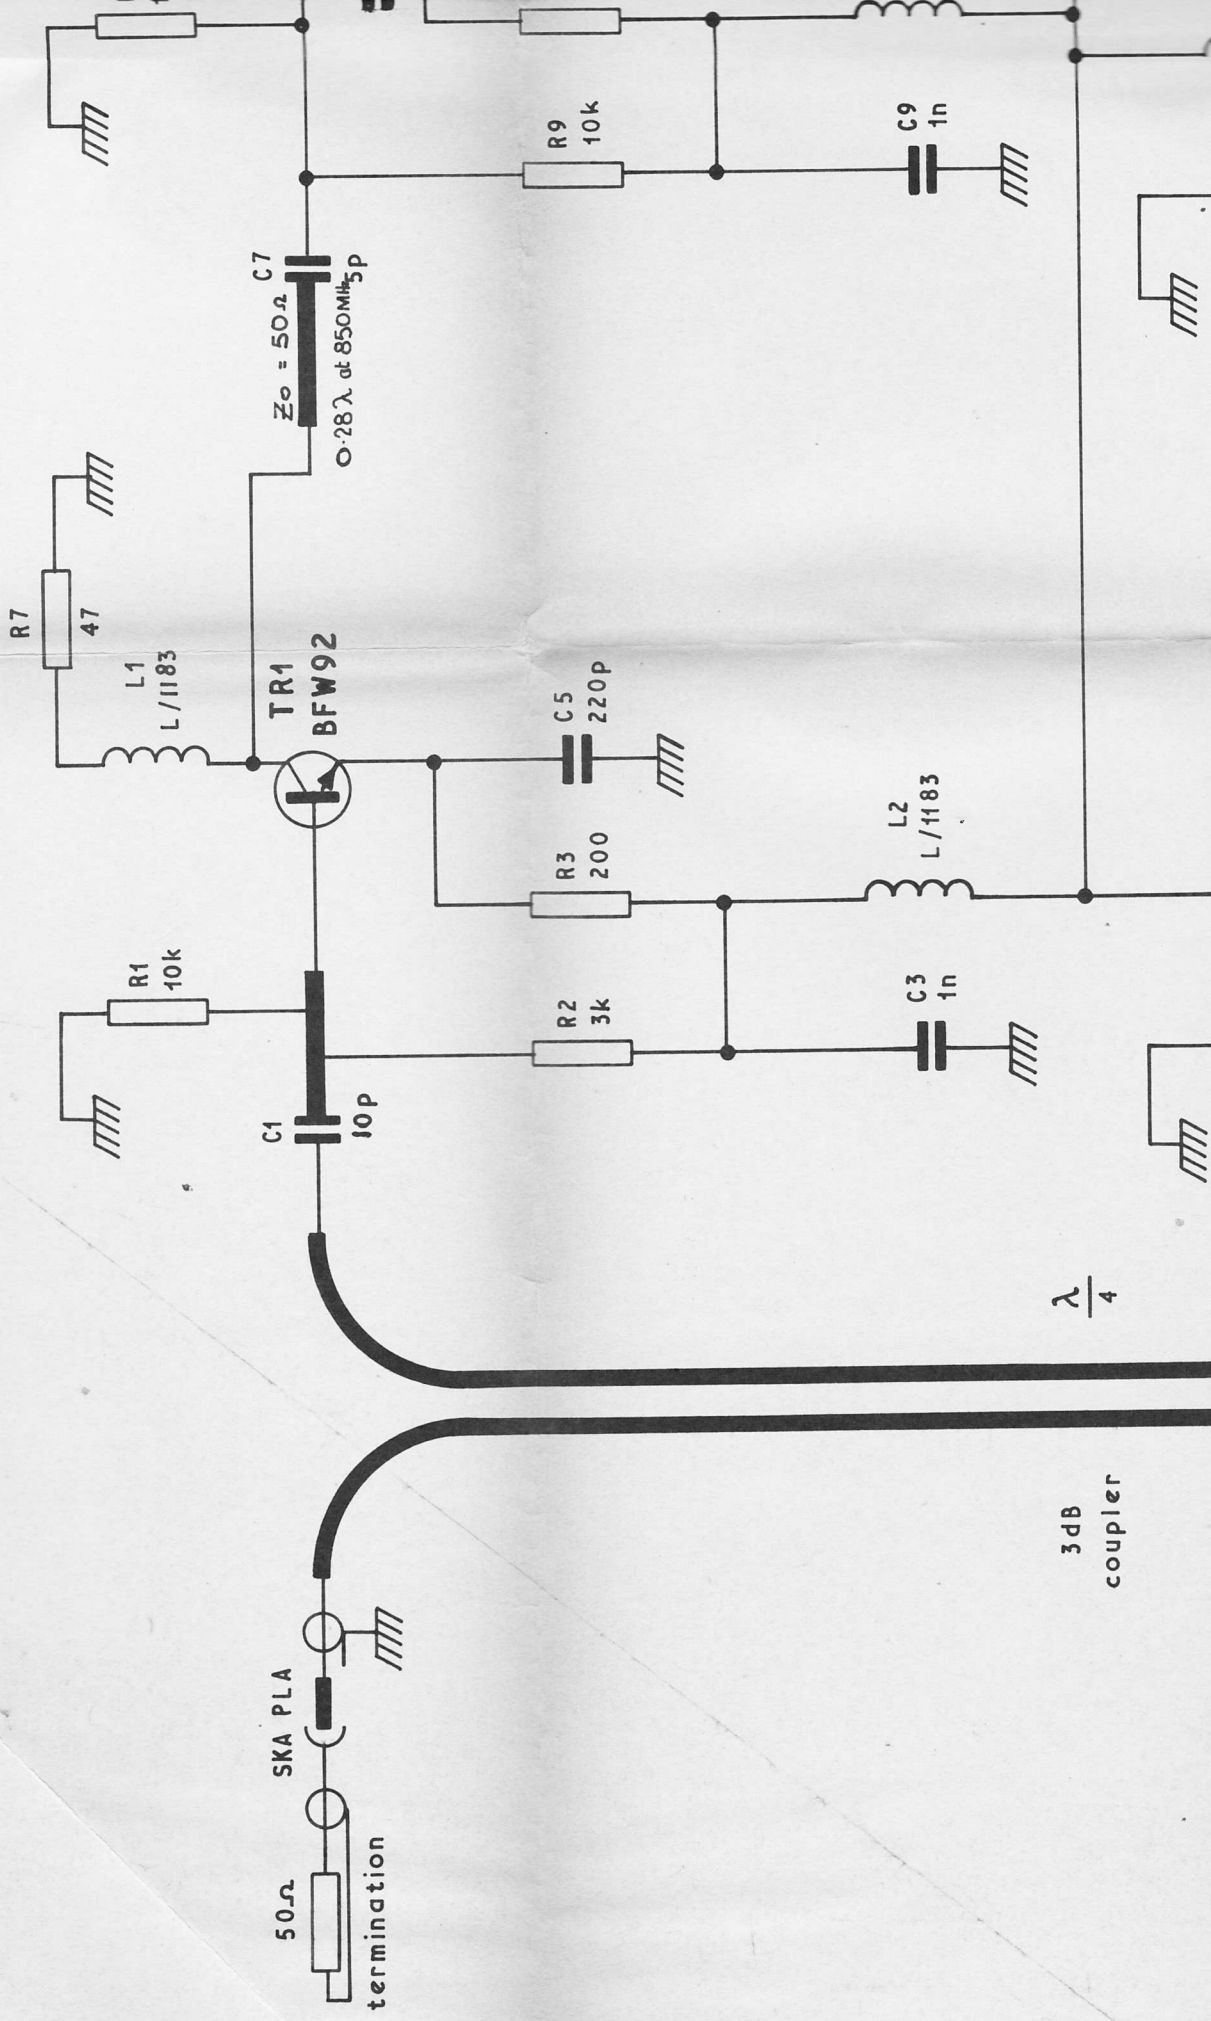 R9
10k
C9
1n
C7
5p
Zo = 50Ω
0·28λ at 850MHz
R7
47
L1
L/1183
TR1
BFW92
C5
220p
R3
200
L2
L/1183
R1
10k
R2
3k
C3
1n
C1
10p
λ
4
3dB
coupler
SKA PLA
50Ω
termination